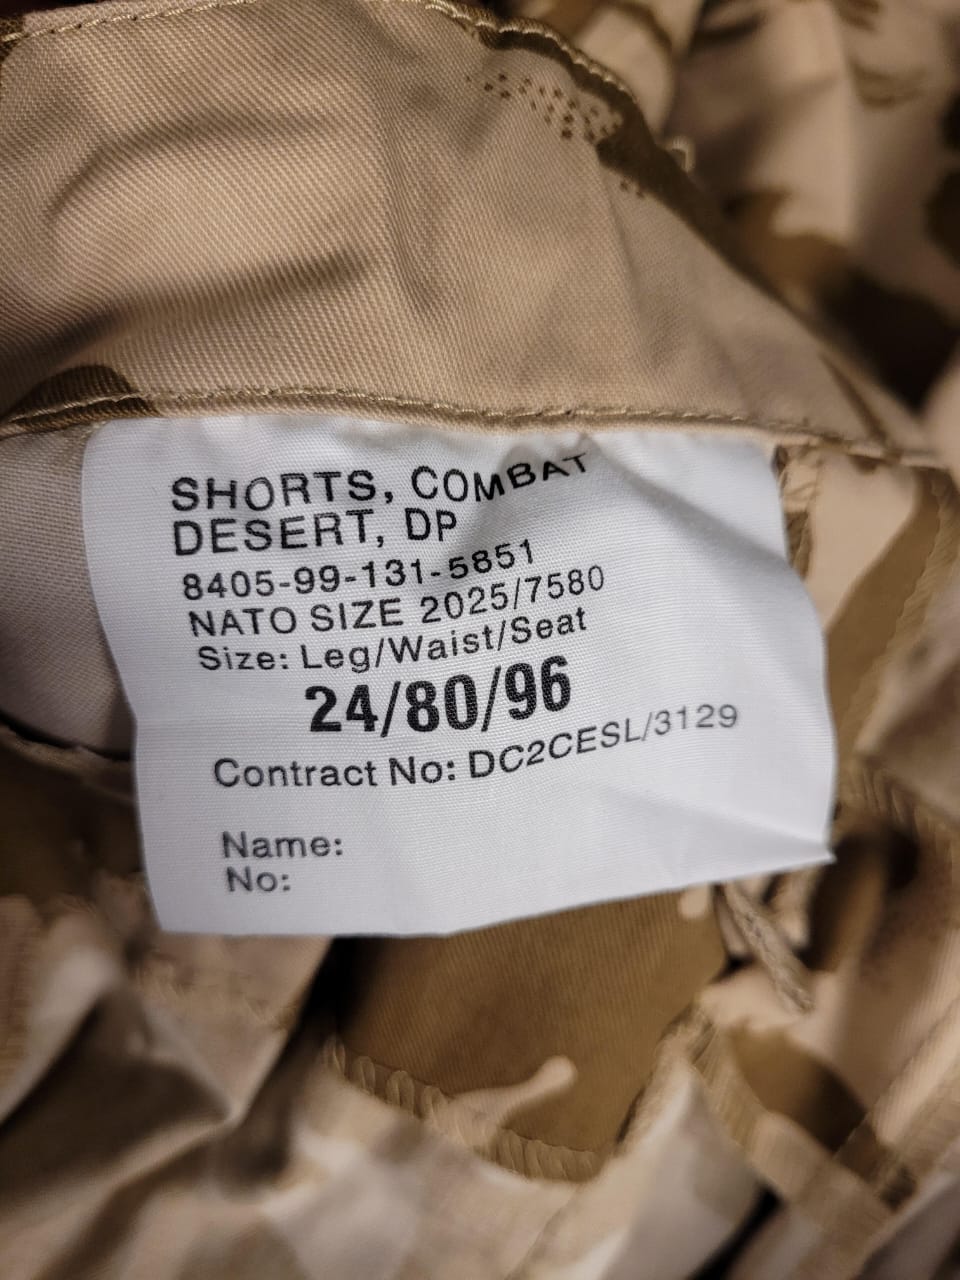 SHORTS, COMBAT
DESERT, DP
8405-99-131-5851
NATO SIZE 2025/7580
Size: Leg/Waist/Seat
24/80/96
Contract No: DC2CESL/3129
Name:
No: